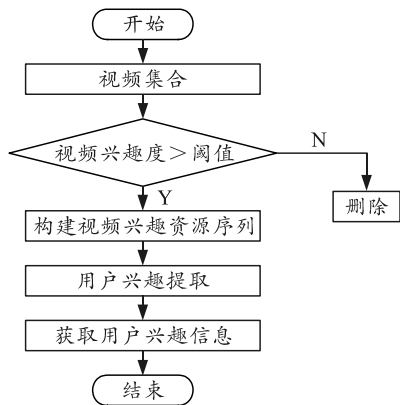 开始
视频集合
视频兴趣度＞阈值
N
Y
删除
构建视频兴趣资源序列
用户兴趣提取
获取用户兴趣信息
结束